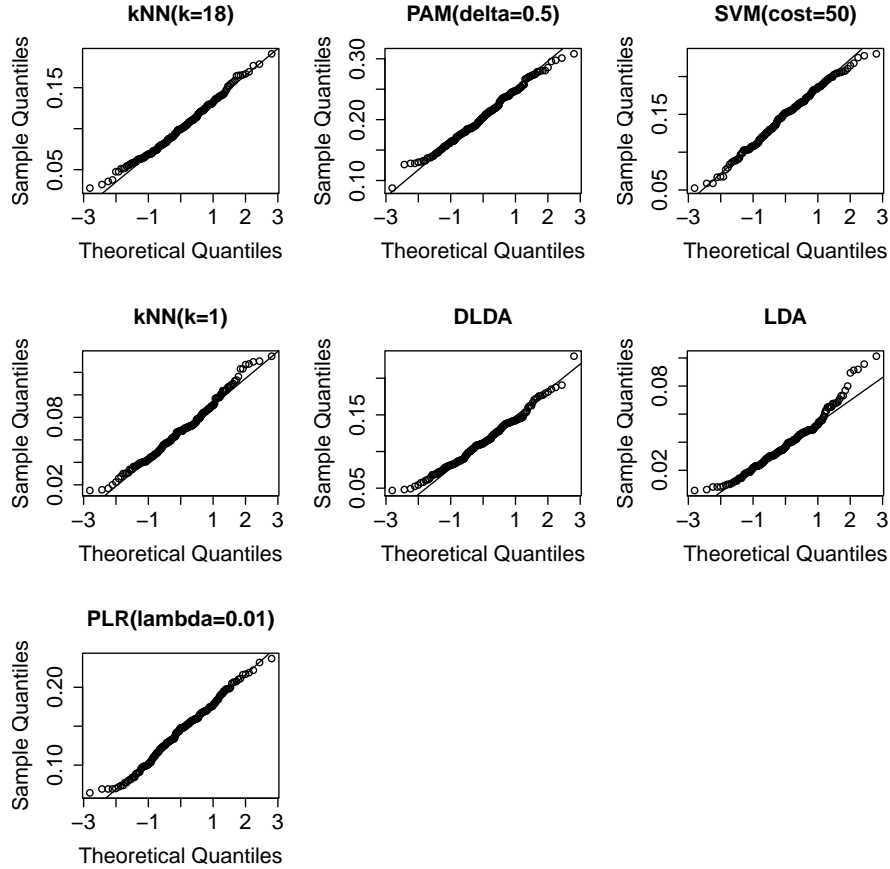 kNN(k=18)
PAM(delta=0.5)
SVM(cost=50)
Sample Quantiles
0.05
0.15
−3
−1
1
2
3
Theoretical Quantiles
Sample Quantiles
0.10
0.20
0.30
−3
−1
1
2
3
Theoretical Quantiles
Sample Quantiles
0.05
0.15
−3
−1
1
2
3
Theoretical Quantiles
kNN(k=1)
DLDA
LDA
Sample Quantiles
0.02
0.08
−3
−1
1
2
3
Theoretical Quantiles
Sample Quantiles
0.05
0.15
−3
−1
1
2
3
Theoretical Quantiles
Sample Quantiles
0.02
0.08
−3
−1
1
2
3
Theoretical Quantiles
PLR(lambda=0.01)
Sample Quantiles
0.10
0.20
−3
−1
1
2
3
Theoretical Quantiles